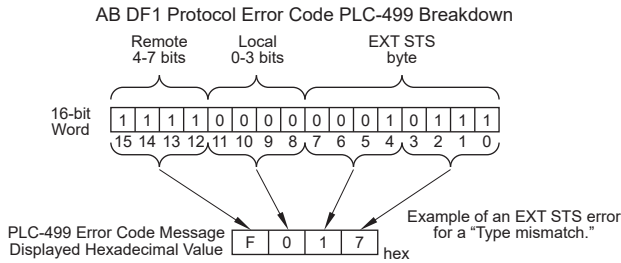 AB DF1 Protocol Error Code PLC-499 Breakdown
Remote
4-7 bits
Local
0-3 bits
EXT STS
byte
16-bit
Word
1 1 1 1 0 0 0 0 0 0 0 1 0 1 1 1
15 14 13 12 11 10 9 8 7 6 5 4 3 2 1 0
PLC-499 Error Code Message
Displayed Hexadecimal Value
F 0 1 7
hex
Example of an EXT STS error
for a “Type mismatch.”